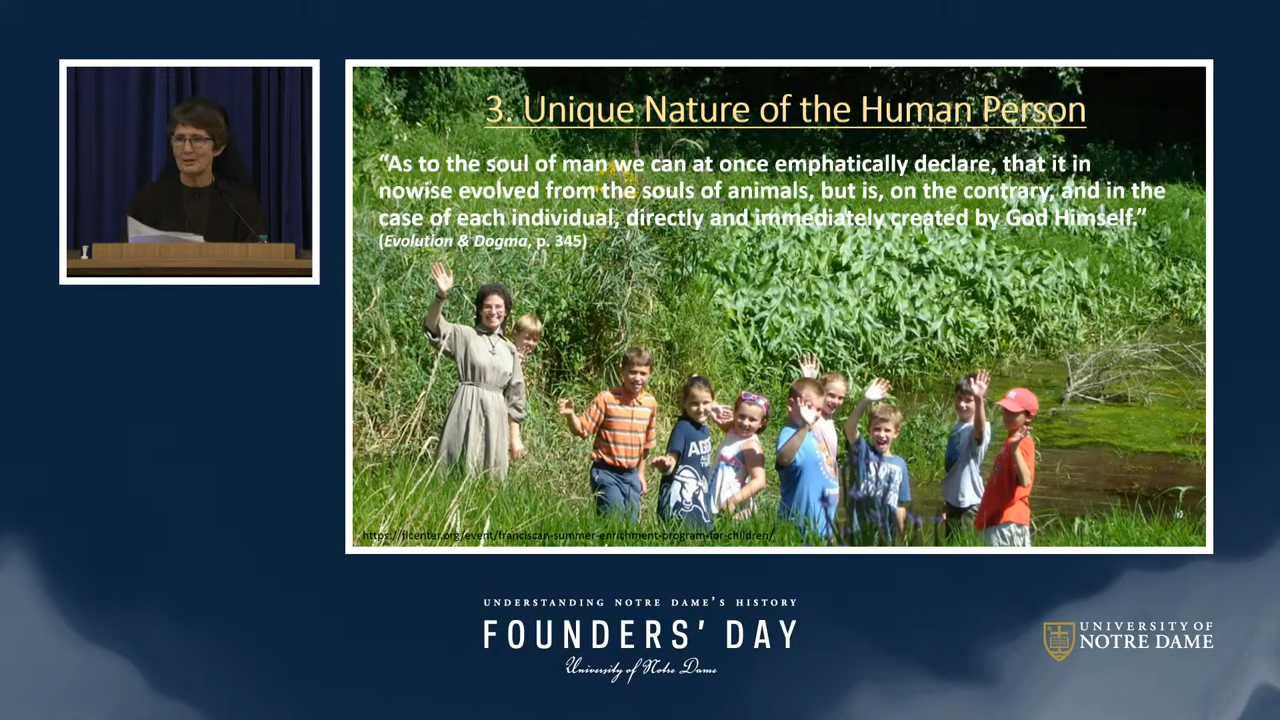 3. Unique Nature of the Human Person
“As to the soul of man we can at once emphatically declare, that it in
nowise evolved from the souls of animals, but is, on the contrary, and in the
case of each individual, directly and immediately created by God Himself.”
(Evolution & Dogma, p. 345)
AGG
https://flcenter.org/event/franciscan-summer-enrichment-program-for-children/
UNDERSTANDING NOTRE DAME’S HISTORY
FOUNDERS’ DAY
University of Notre Dame
UNIVERSITY OF
NOTRE DAME